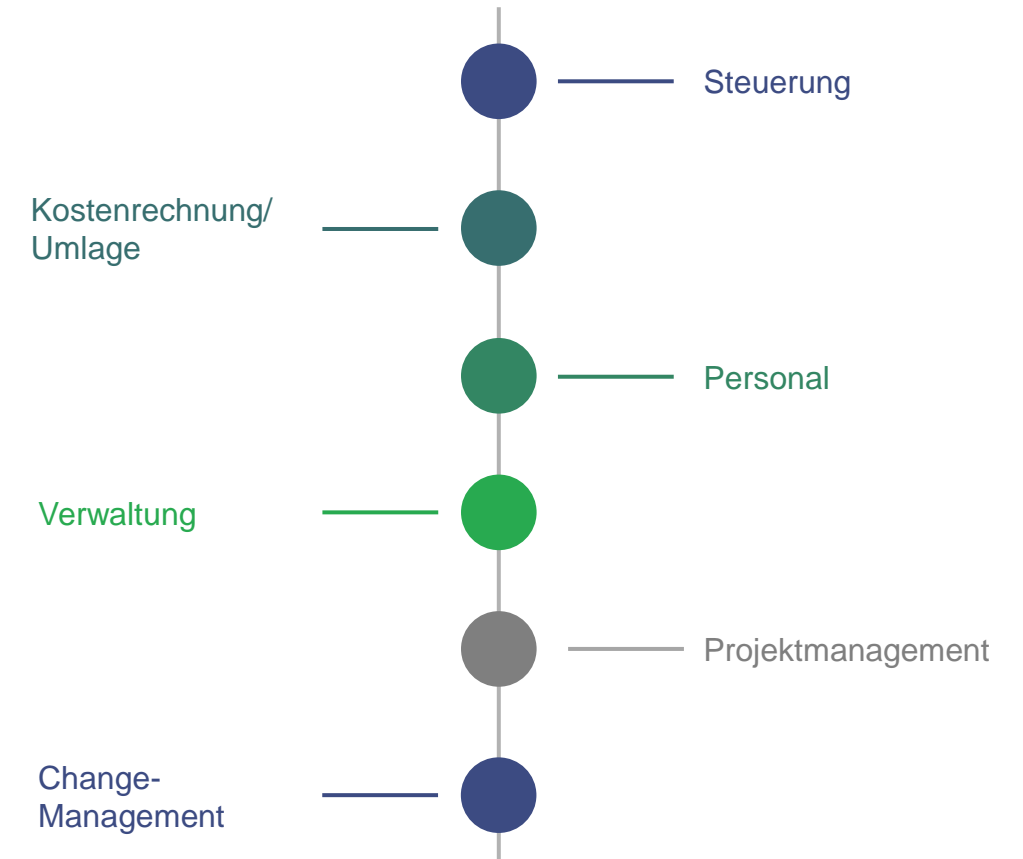 Steuerung
Kostenrechnung/
Umlage
Personal
Verwaltung
Projektmanagement
Change-
Management